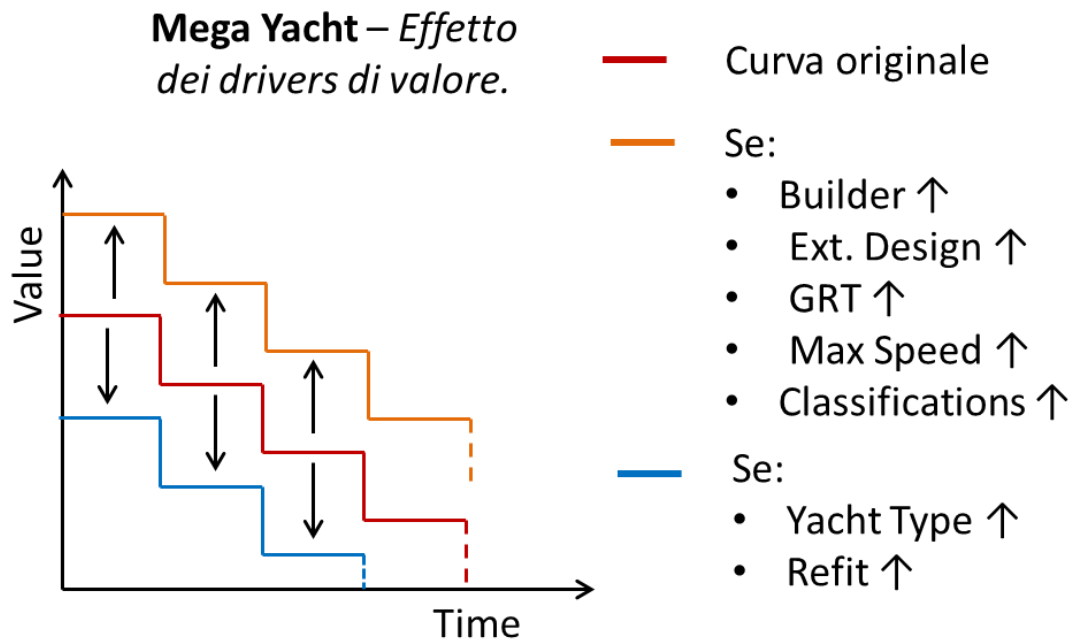 Mega Yacht – Effetto
dei drivers di valore.
Curva originale
Se:
• Builder ↑
• Ext. Design ↑
• GRT ↑
• Max Speed ↑
• Classifications ↑
Se:
• Yacht Type ↑
• Refit ↑
Value
Time